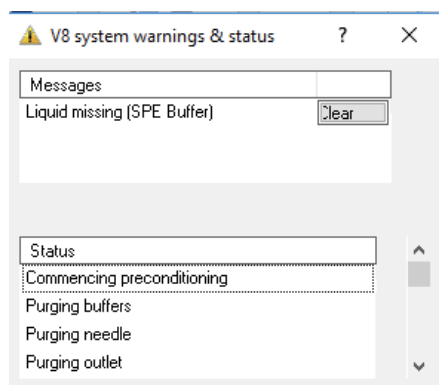 V8 system warnings & status ? ×
Messages
Liquid missing (SPE Buffer) Clear
Status
Commencing preconditioning
Purging buffers
Purging needle
Purging outlet